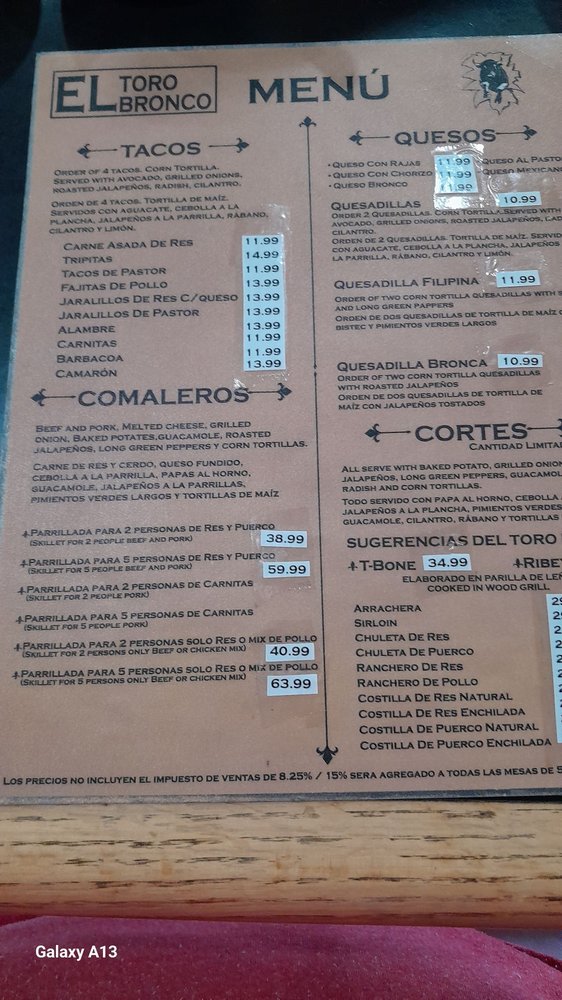 EL TORO BRONCO
MENÚ
TACOS
ORDER OF 4 TACOS. CORN TORTILLA.
SERVED WITH AVOCADO, GRILLED ONIONS,
ROASTED JALAPEÑOS, RADISH, CILANTRO.
ORDEN DE 4 TACOS. TORTILLA DE MAÍZ.
SERVIDOS CON AGUACATE, CEBOLLA A LA
PLANCHA, JALAPEÑOS A LA PARRILLA, RÁBANO,
CILANTRO Y LIMÓN.
CARNE ASADA DE RES 11.99
TRIPITAS 14.99
TACOS DE PASTOR 11.99
FAJITAS DE POLLO 13.99
JARALILLOS DE RES C/QUESO 13.99
JARALILLOS DE PASTOR 13.99
ALAMBRE 13.99
CARNITAS 11.99
BARBACOA 11.99
CAMARÓN 13.99
COMALEROS
BEEF AND PORK, MELTED CHEESE, GRILLED
ONION, BAKED POTATES,GUACAMOLE, ROASTED
JALAPEÑOS, LONG GREEN PEPPERS Y CORN TORTILLAS.
CARNE DE RES Y CERDO, QUESO FUNDIDO,
CEBOLLA A LA PARRILLA, PAPAS AL HORNO,
GUACAMOLE, JALAPEÑOS A LA PARRILLAS,
PIMIENTOS VERDES LARGOS Y TORTILLAS DE MAÍZ
PARRILLADA PARA 2 PERSONAS DE RES Y PUERCO
(SKILLET FOR 2 PEOPLE BEEF AND PORK) 38.99
PARRILLADA PARA 5 PERSONAS DE RES Y PUERCO
(SKILLET FOR 5 PEOPLE BEEF AND PORK) 59.99
PARRILLADA PARA 2 PERSONAS DE CARNITAS
(SKILLET FOR 2 PEOPLE PORK)
PARRILLADA PARA 5 PERSONAS DE CARNITAS
(SKILLET FOR 5 PEOPLE PORK)
PARRILLADA PARA 2 PERSONAS SOLO RES O MIX DE POLLO
(SKILLET FOR 2 PERSONS ONLY BEEF OR CHICKEN MIX) 40.99
PARRILLADA PARA 5 PERSONAS SOLO RES O MIX DE POLLO
(SKILLET FOR 5 PERSONS ONLY BEEF OR CHICKEN MIX) 63.99
QUESOS
•QUESO CON RAJAS 11.99 QUESO AL PASTO
•QUESO CON CHORIZO 11.99 QUESO MEXICAN
•QUESO BRONCO 11.99
QUESADILLAS 10.99
ORDER 2 QUESADILLAS. CORN TORTILLA.SERVED WITH
AVOCADO, GRILLED ONIONS, ROASTED JALAPEÑOS,
CILANTRO.
ORDEN DE 2 QUESADILLAS. TORTILLA DE MAÍZ. SERVI
CON AGUACATE, CEBOLLA A LA PLANCHA, JALAPEÑOS
LA PARRILLA, RÁBANO, CILANTRO Y LIMÓN.
QUESADILLA FILIPINA 11.99
ORDER OF TWO CORN TORTILLA QUESADILLAS WITH S
AND LONG GREEN PAPPERS
ORDEN DE DOS QUESADILLAS DE TORTILLA DE MAÍZ C
BISTEC Y PIMIENTOS VERDES LARGOS
QUESADILLA BRONCA 10.99
ORDER OF TWO CORN TORTILLA QUESADILLAS
WITH ROASTED JALAPEÑOS
ORDEN DE DOS QUESADILLAS DE TORTILLA DE
MAÍZ CON JALAPEÑOS TOSTADOS
CORTES
CANTIDAD LIMITA
ALL SERVE WITH BAKED POTATO, GRILLED ONION
JALAPEÑOS, LONG GREEN PEPPERS, GUACAMOL
RADISH AND CORN TORTILLAS.
TODO SERVIDO CON PAPA AL HORNO, CEBOLLA
JALAPEÑOS A LA PLANCHA, PIMIENTOS VERDES
GUACAMOLE, CILANTRO, RÁBANO Y TORTILLAS
SUGERENCIAS DEL TORO
T-BONE 34.99 RIBE
ELABORADO EN PARILLA DE LE
COOKED IN WOOD GRILL
ARRACHERA
SIRLOIN
CHULETA DE RES
CHULETA DE PUERCO
RANCHERO DE RES
RANCHERO DE POLLO
COSTILLA DE RES NATURAL
COSTILLA DE RES ENCHILADA
COSTILLA DE PUERCO NATURAL
COSTILLA DE PUERCO ENCHILADA
LOS PRECIOS NO INCLUYEN EL IMPUESTO DE VENTAS DE 8.25% / 15% SERA AGREGADO A TODAS LAS MESAS DE 5
Galaxy A13